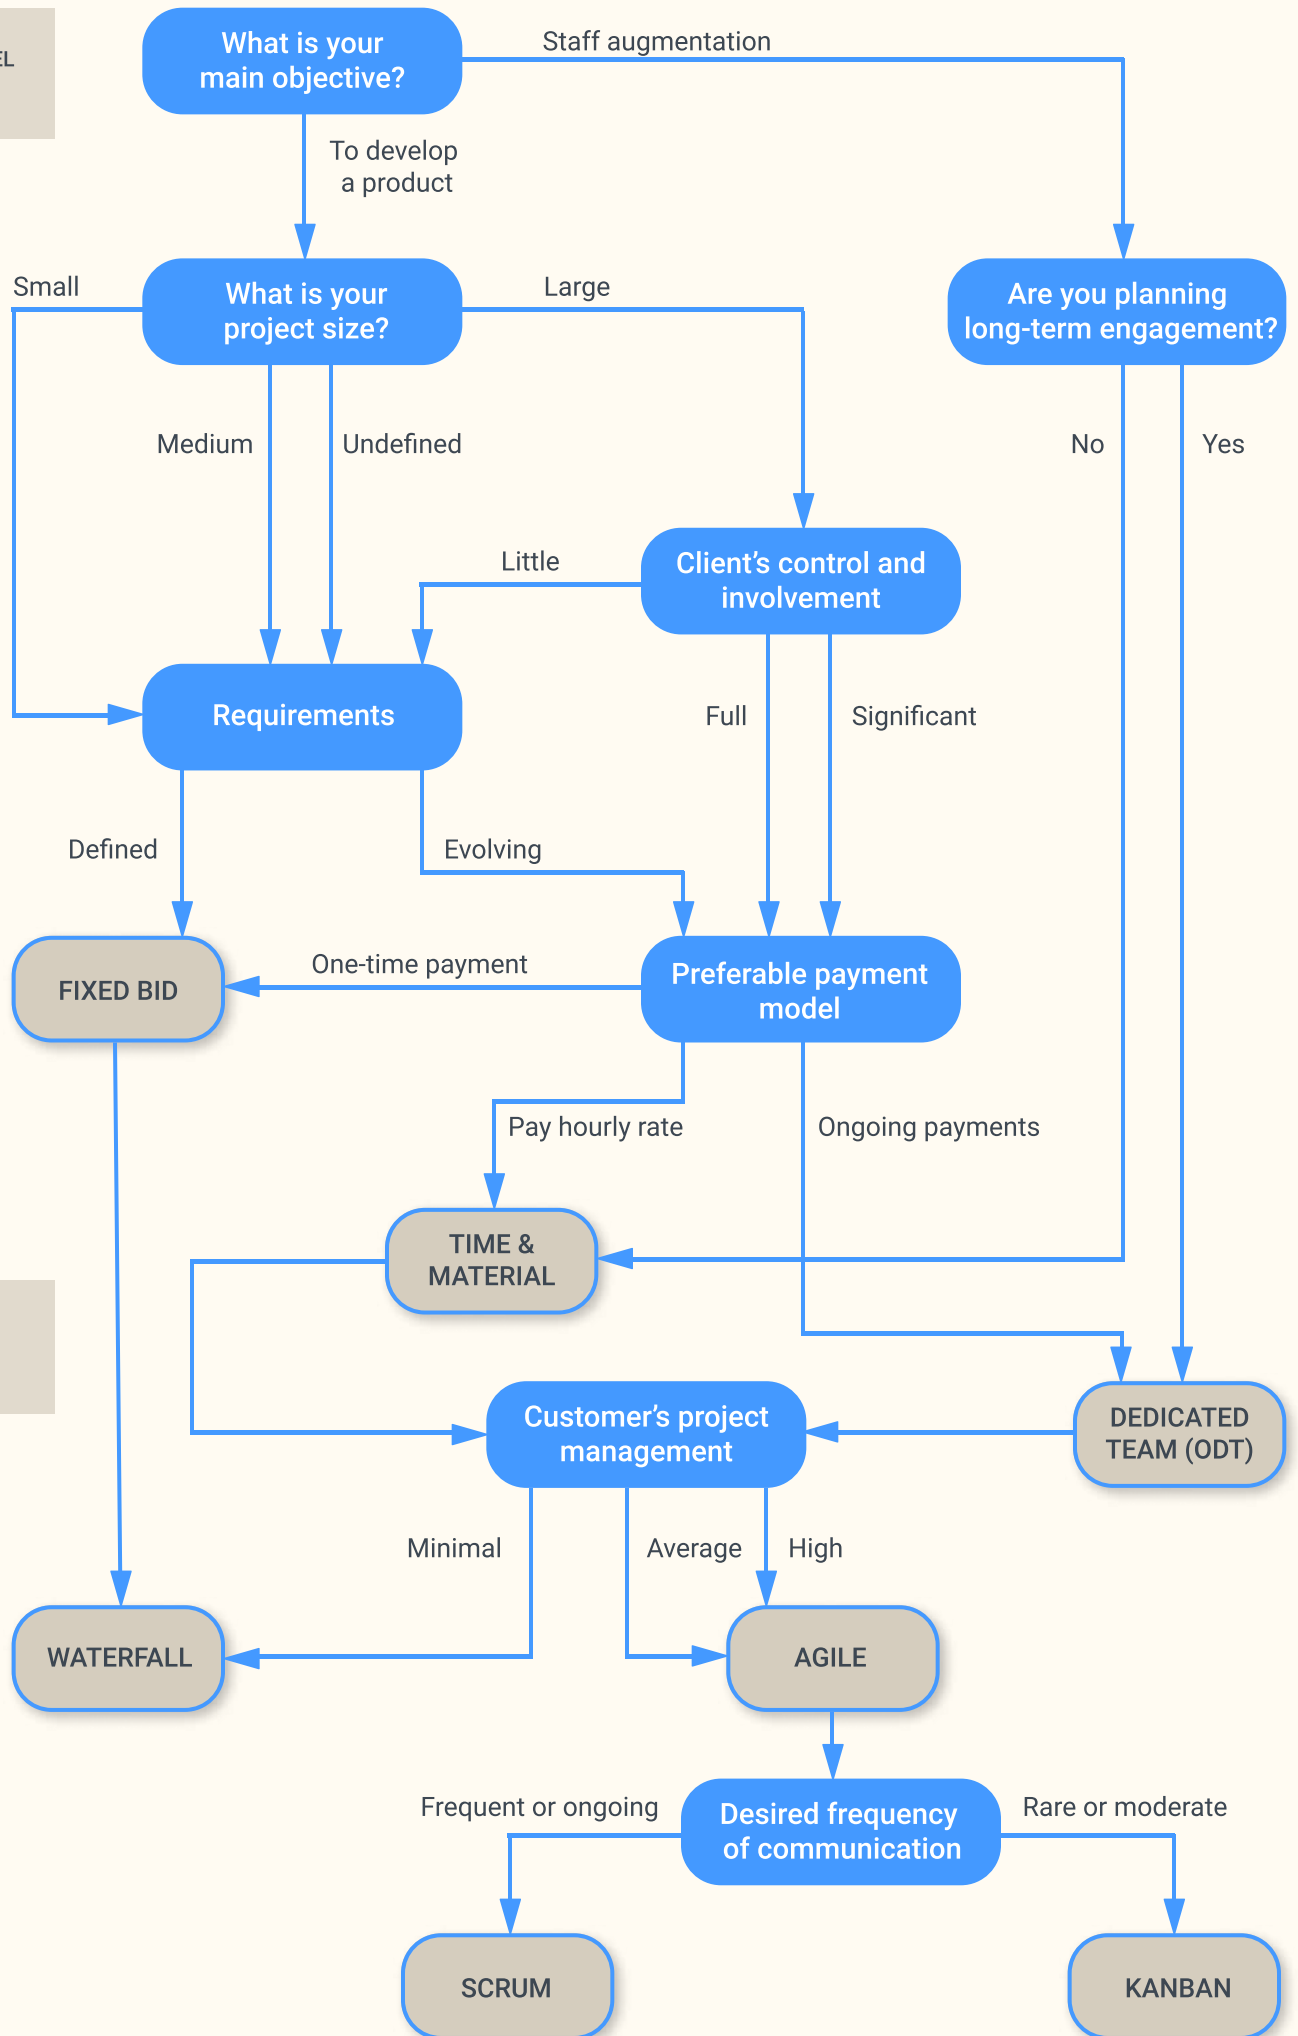 What is your
main objective?
Staff augmentation
EL
To develop
a product
Small
What is your
project size?
Large
Are you planning
long-term engagement?
Medium
Undefined
No
Yes
Little
Client’s control and
involvement
Requirements
Full
Significant
Defined
Evolving
FIXED BID
One-time payment
Preferable payment
model
Pay hourly rate
Ongoing payments
TIME &
MATERIAL
Customer’s project
management
DEDICATED
TEAM (ODT)
Minimal
Average
High
WATERFALL
AGILE
Frequent or ongoing
Desired frequency
of communication
Rare or moderate
SCRUM
KANBAN